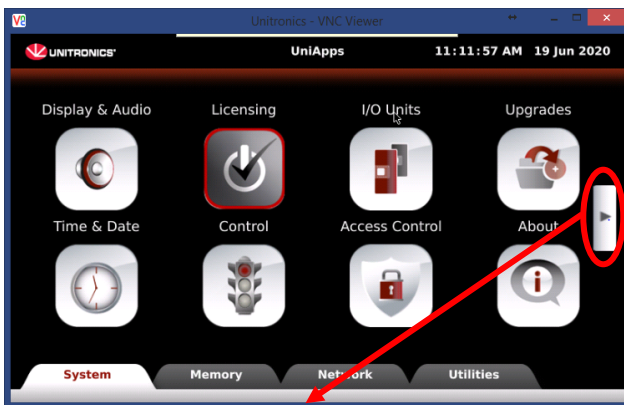 V2 Unitronics - VNC Viewer
UNITRONICS UniApps 11:11:57 AM 19 Jun 2020
Display & Audio Licensing I/O Units Upgrades
Time & Date Control Access Control About
System Memory Network Utilities